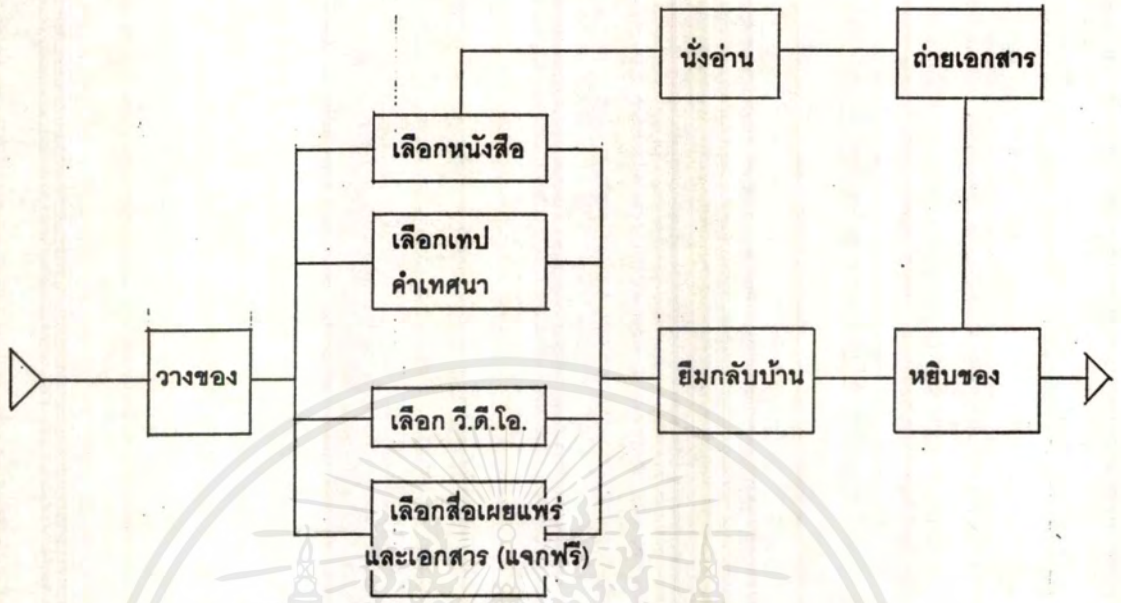 นั่งอ่าน
ถ่ายเอกสาร
เลือกหนังสือ
เลือกเทป
คำเทศนา
วางของ
ยืมกลับบ้าน
หยิบของ
เลือก วี.ดี.โอ.
เลือกสื่อเผยแพร่
และเอกสาร (แจกฟรี)